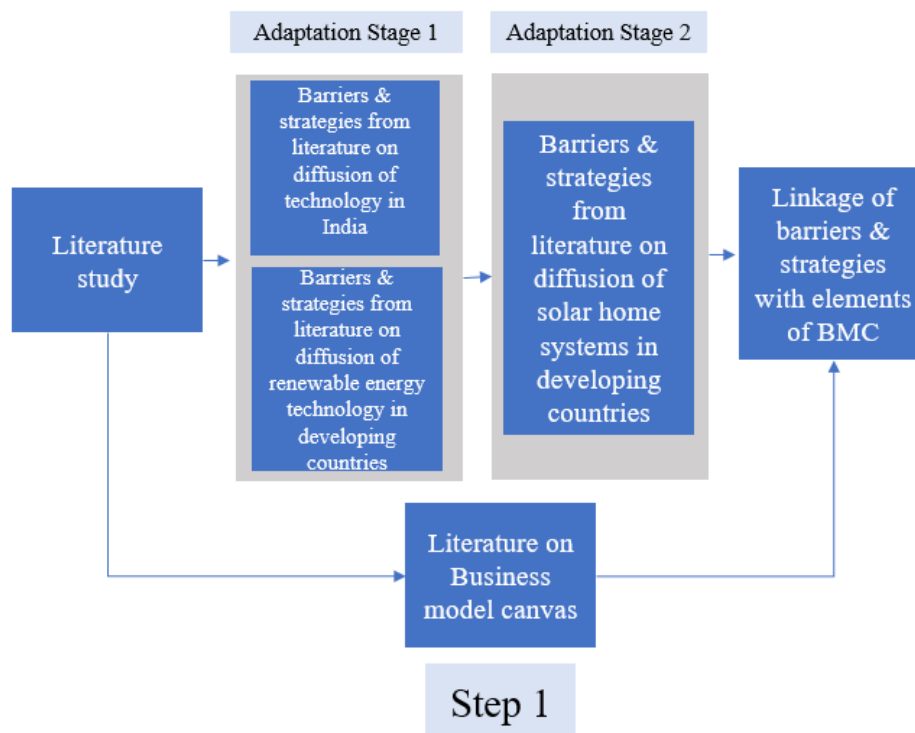 Adaptation Stage 1
Adaptation Stage 2
Literature
study
Barriers &
strategies from
literature on
diffusion of
technology in
India
Barriers &
strategies from
literature on
diffusion of
renewable energy
technology in
developing
countries
Barriers &
strategies
from
literature on
diffusion of
solar home
systems in
developing
countries
Linkage of
barriers &
strategies
with elements
of BMC
Literature on
Business
model canvas
Step 1